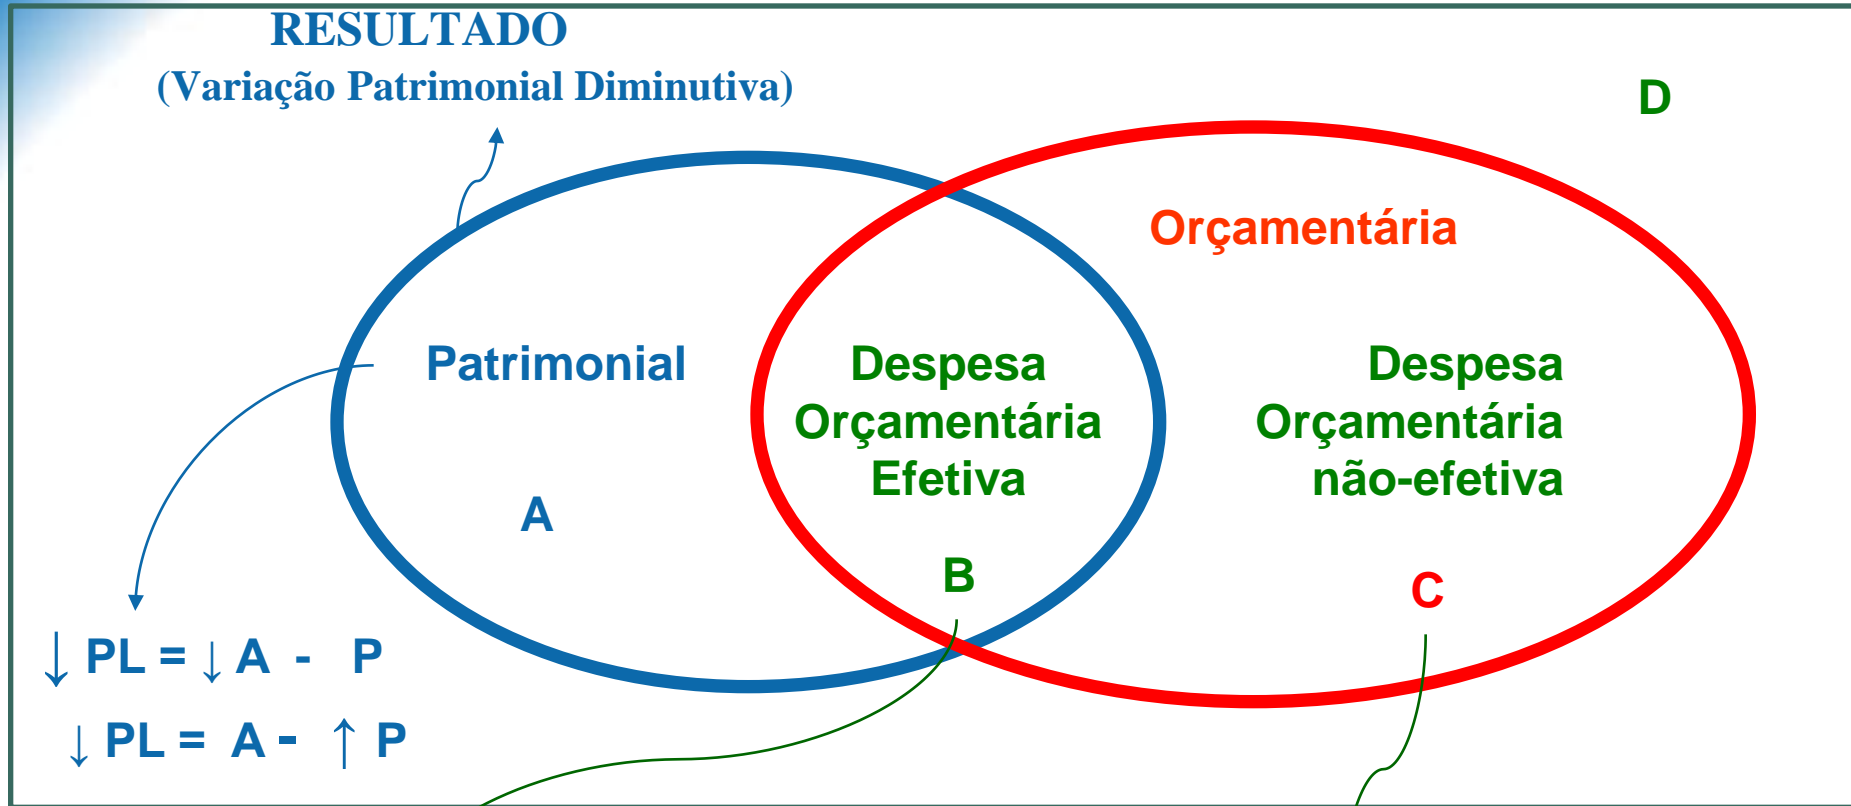 RESULTADO
(Variação Patrimonial Diminutiva)
D
Orçamentária
Patrimonial
Despesa
Orçamentária
Efetiva
Despesa
Orçamentária
não-efetiva
A
B
C
↓ PL = ↓ A - P
↓ PL = A - ↑ P